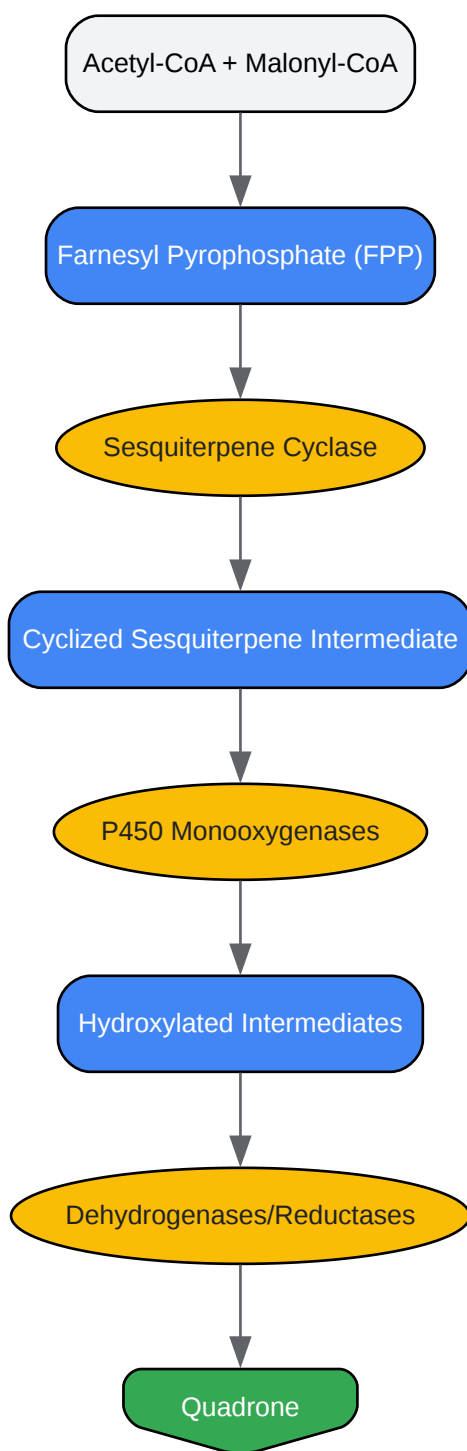 Acetyl-CoA + Malonyl-CoA
Farnesyl Pyrophosphate (FPP)
Sesquiterpene Cyclase
Cyclized Sesquiterpene Intermediate
P450 Monooxygenases
Hydroxylated Intermediates
Dehydrogenases/Reductases
Quadrone